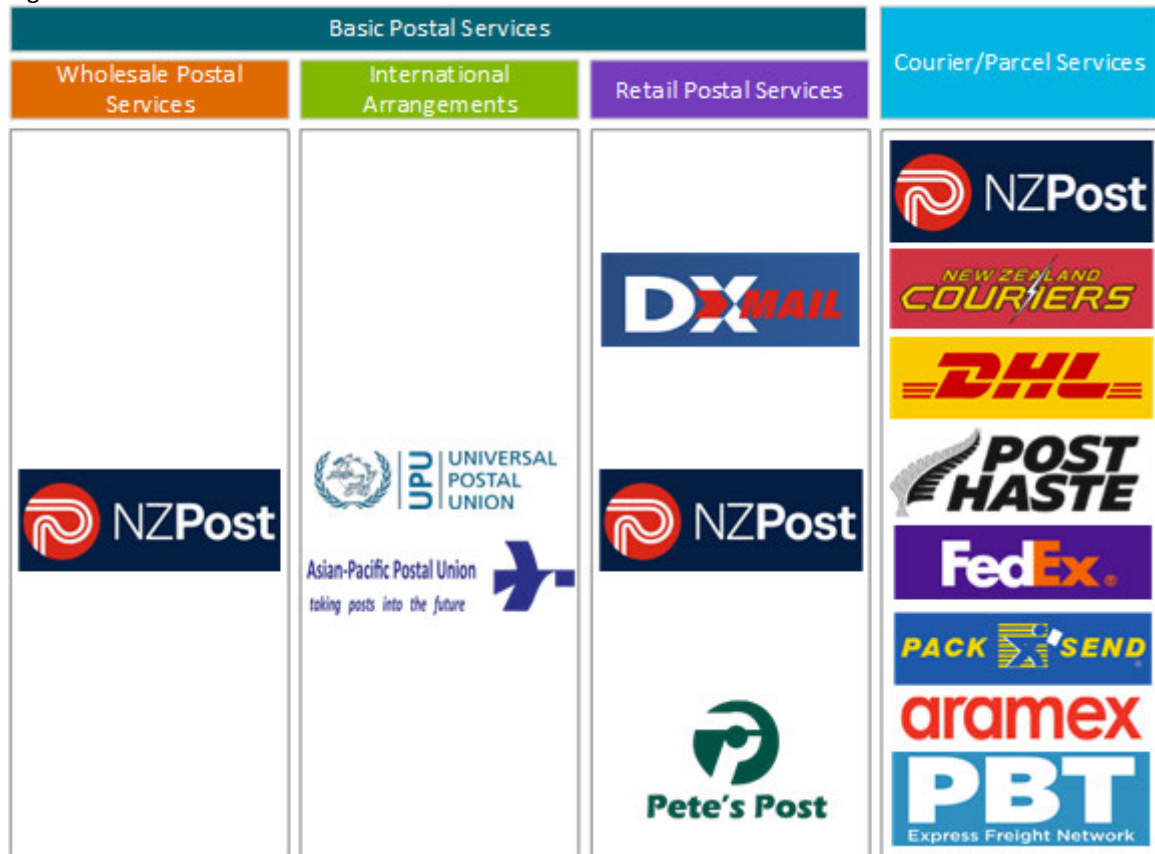 Basic Postal Services
Courier/Parcel Services
Wholesale Postal
Services
International
Arrangements
Retail Postal Services
NZPost
UPU
UNIVERSAL
POSTAL
UNION
Asian-Pacific Postal Union
taking posts into the future
DXMAIL
NZPost
Pete's Post
NZPost
NEW ZEALAND
COURIERS
DHL
POST
HASTE
FedEx®
PACK SEND
aramex
PBT
Express Freight Network